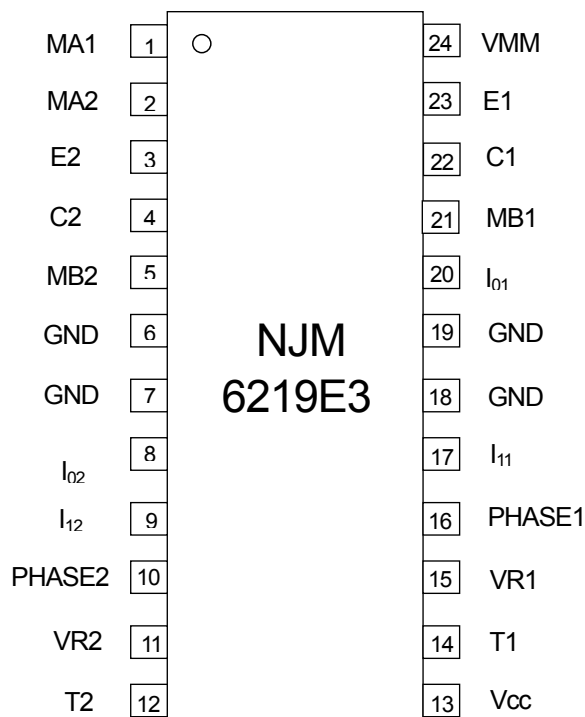 MA1 1 24 VMM
MA2 2 23 E1
E2 3 22 C1
C2 4 21 MB1
MB2 5 20 I01
GND 6 19 GND
NJM
6219E3
GND 7 18 GND
I02 8 17 I11
I12 9 16 PHASE1
PHASE2 10 15 VR1
VR2 11 14 T1
T2 12 13 Vcc